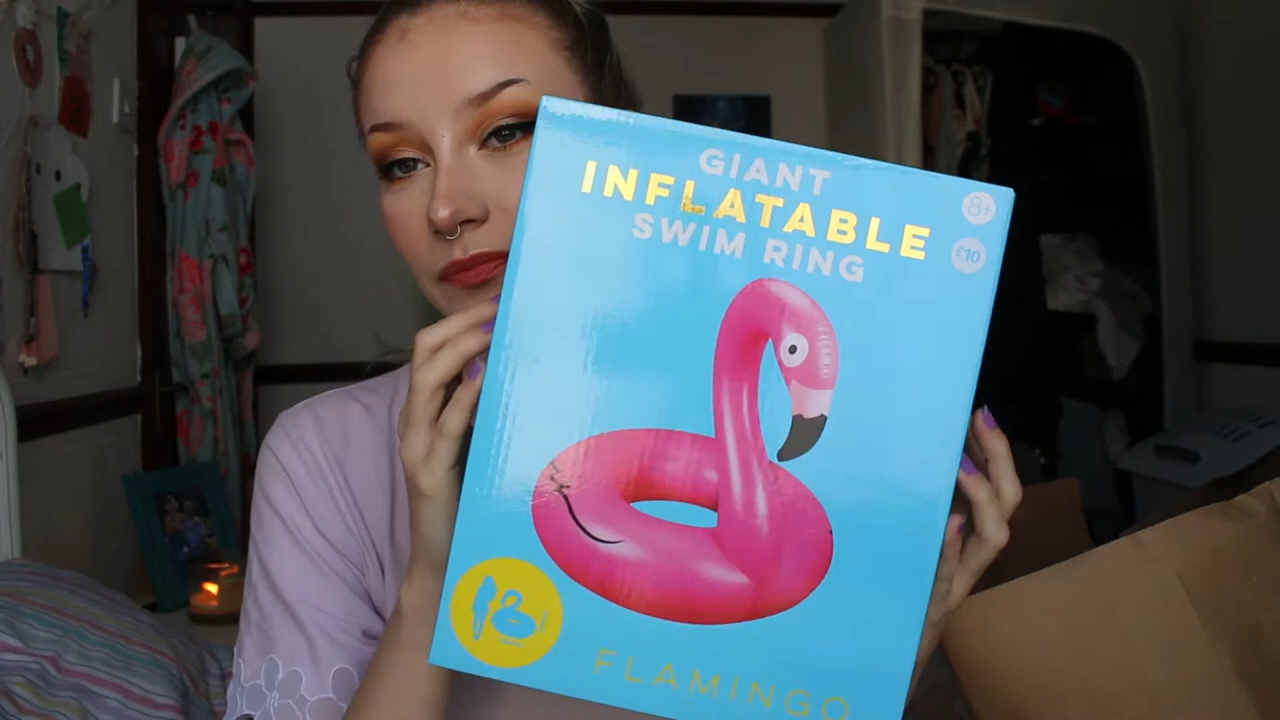 GIANT
INFLATABLE
SWIM RING
8+
£10
FLAMINGO